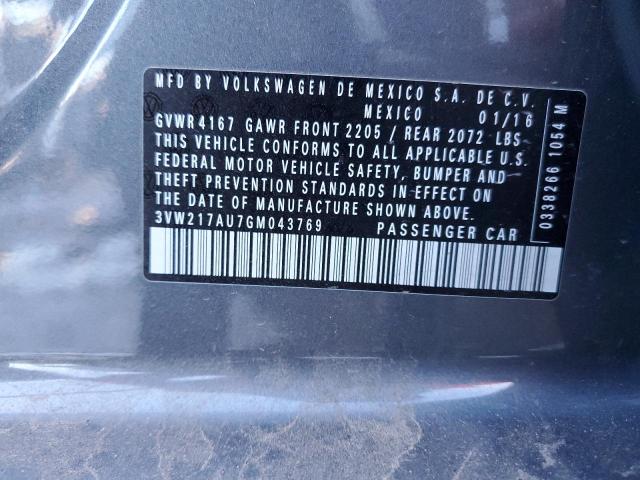 MFD BY VOLKSWAGEN DE MEXICO S.A. DE C.V.
MEXICO 01/16
GVWR 4167 GAWR FRONT 2205 / REAR 2072 LBS
THIS VEHICLE CONFORMS TO ALL APPLICABLE U.S.
FEDERAL MOTOR VEHICLE SAFETY, BUMPER AND
THEFT PREVENTION STANDARDS IN EFFECT ON
THE DATE OF MANUFACTURE SHOWN ABOVE.
3VW217AU7GM043769 PASSENGER CAR
0338266 1054 M